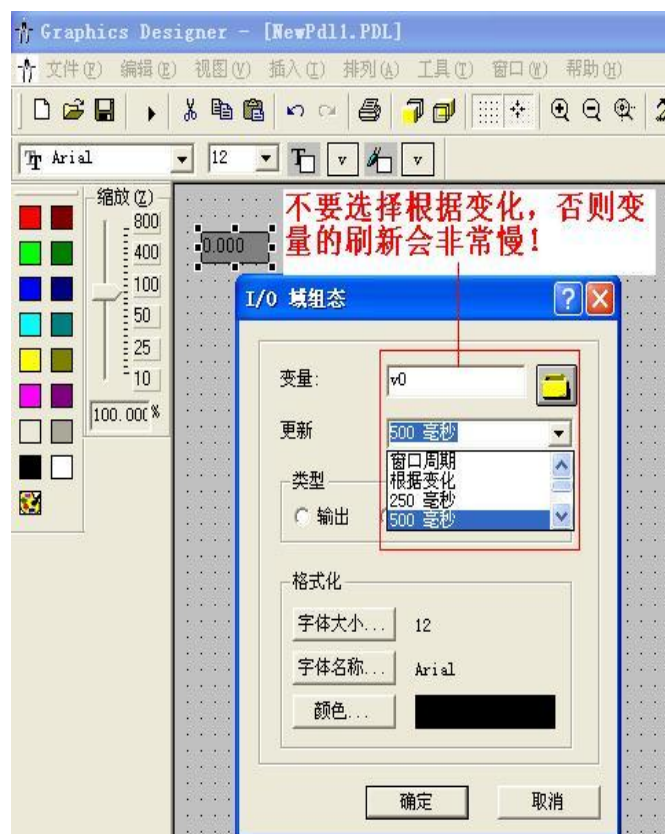 Graphics Designer - [NewPdl1.PDL]
文件(F) 编辑(E) 视图(V) 插入(I) 排列(A) 工具(T) 窗口(W) 帮助(H)
Arial 12
缩放(Z)
800
400
100
50
25
10
100.000 %
0.000
不要选择根据变化，否则变
量的刷新会非常慢！
I/O 域组态
变量: v0
更新 500 毫秒
窗口周期
根据变化
250 毫秒
500 毫秒
类型
输出
格式化
字体大小... 12
字体名称... Arial
颜色...
确定 取消